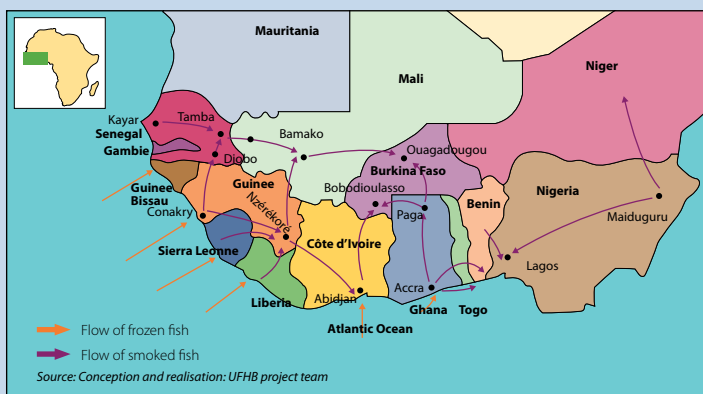 Mauritania
Mali
Niger
Kayar
Tamba
Senegal
Gambie
Diobo
Bamako
Ouagadougou
Burkina Faso
Guinee
Bissau
Guinee
Bobodioulasso
Benin
Nigeria
Conakry
Nzérékoré
Paga
Maiduguru
Sierra Leonne
Côte d'Ivoire
Lagos
Liberia
Abidjan
Accra
Ghana
Togo
Atlantic Ocean
Flow of frozen fish
Flow of smoked fish
Source: Conception and realisation: UFHB project team